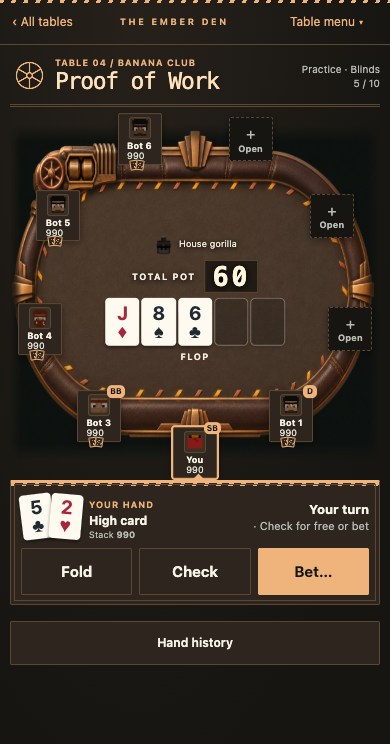 ‹ All tables THE EMBER DEN Table menu ▾
TABLE 04 / BANANA CLUB
Proof of Work
Practice · Blinds
5 / 10
Bot 6
990
+
Open
Bot 5
990
+
Open
House gorilla
TOTAL POT 60
J♦ 8♠ 6♣
Bot 4
990
+
Open
FLOP
BB
Bot 3
990
D
Bot 1
990
SB
You
990
5♣ 2♥
YOUR HAND
High card
Stack 990
Your turn
· Check for free or bet
Fold Check Bet...
Hand history